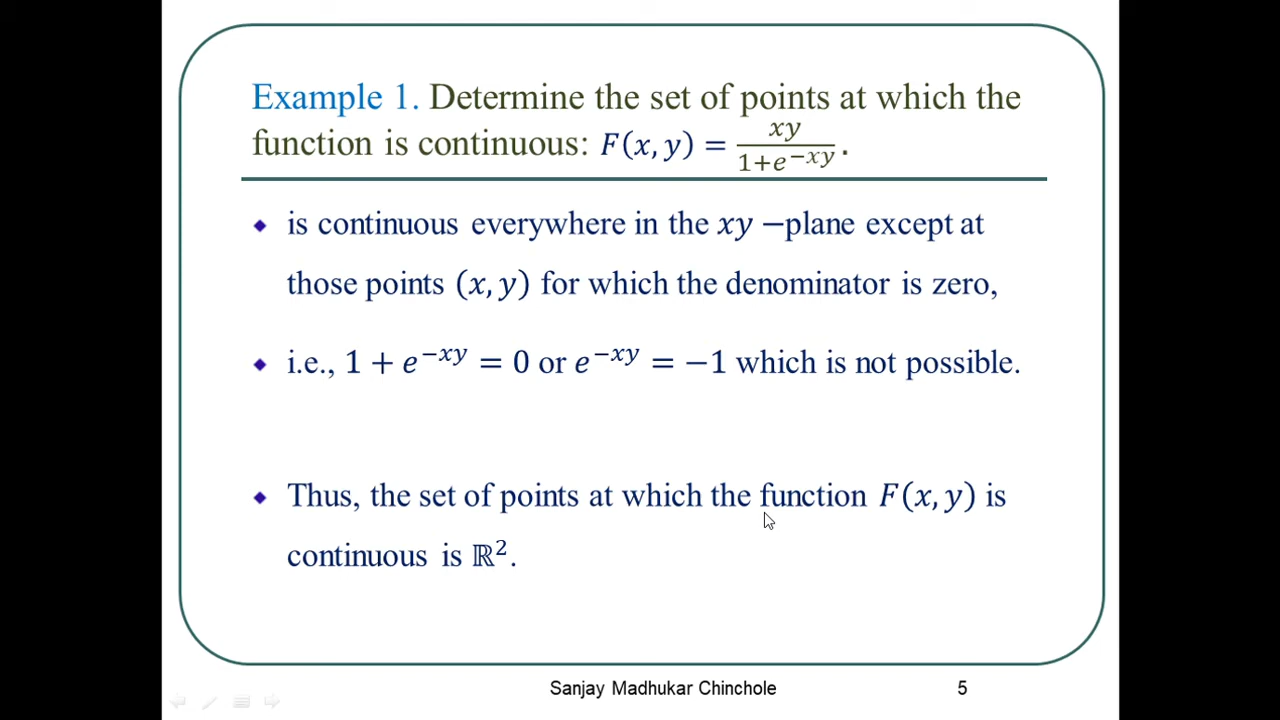 Example 1. Determine the set of points at which the
function is continuous: F(x, y) = xy / 1+e^{−xy} .
is continuous everywhere in the xy −plane except at
those points (x, y) for which the denominator is zero,
i.e., 1 + e^{−xy} = 0 or e^{−xy} = −1 which is not possible.
Thus, the set of points at which the function F(x, y) is
continuous is ℝ².
Sanjay Madhukar Chinchole 5